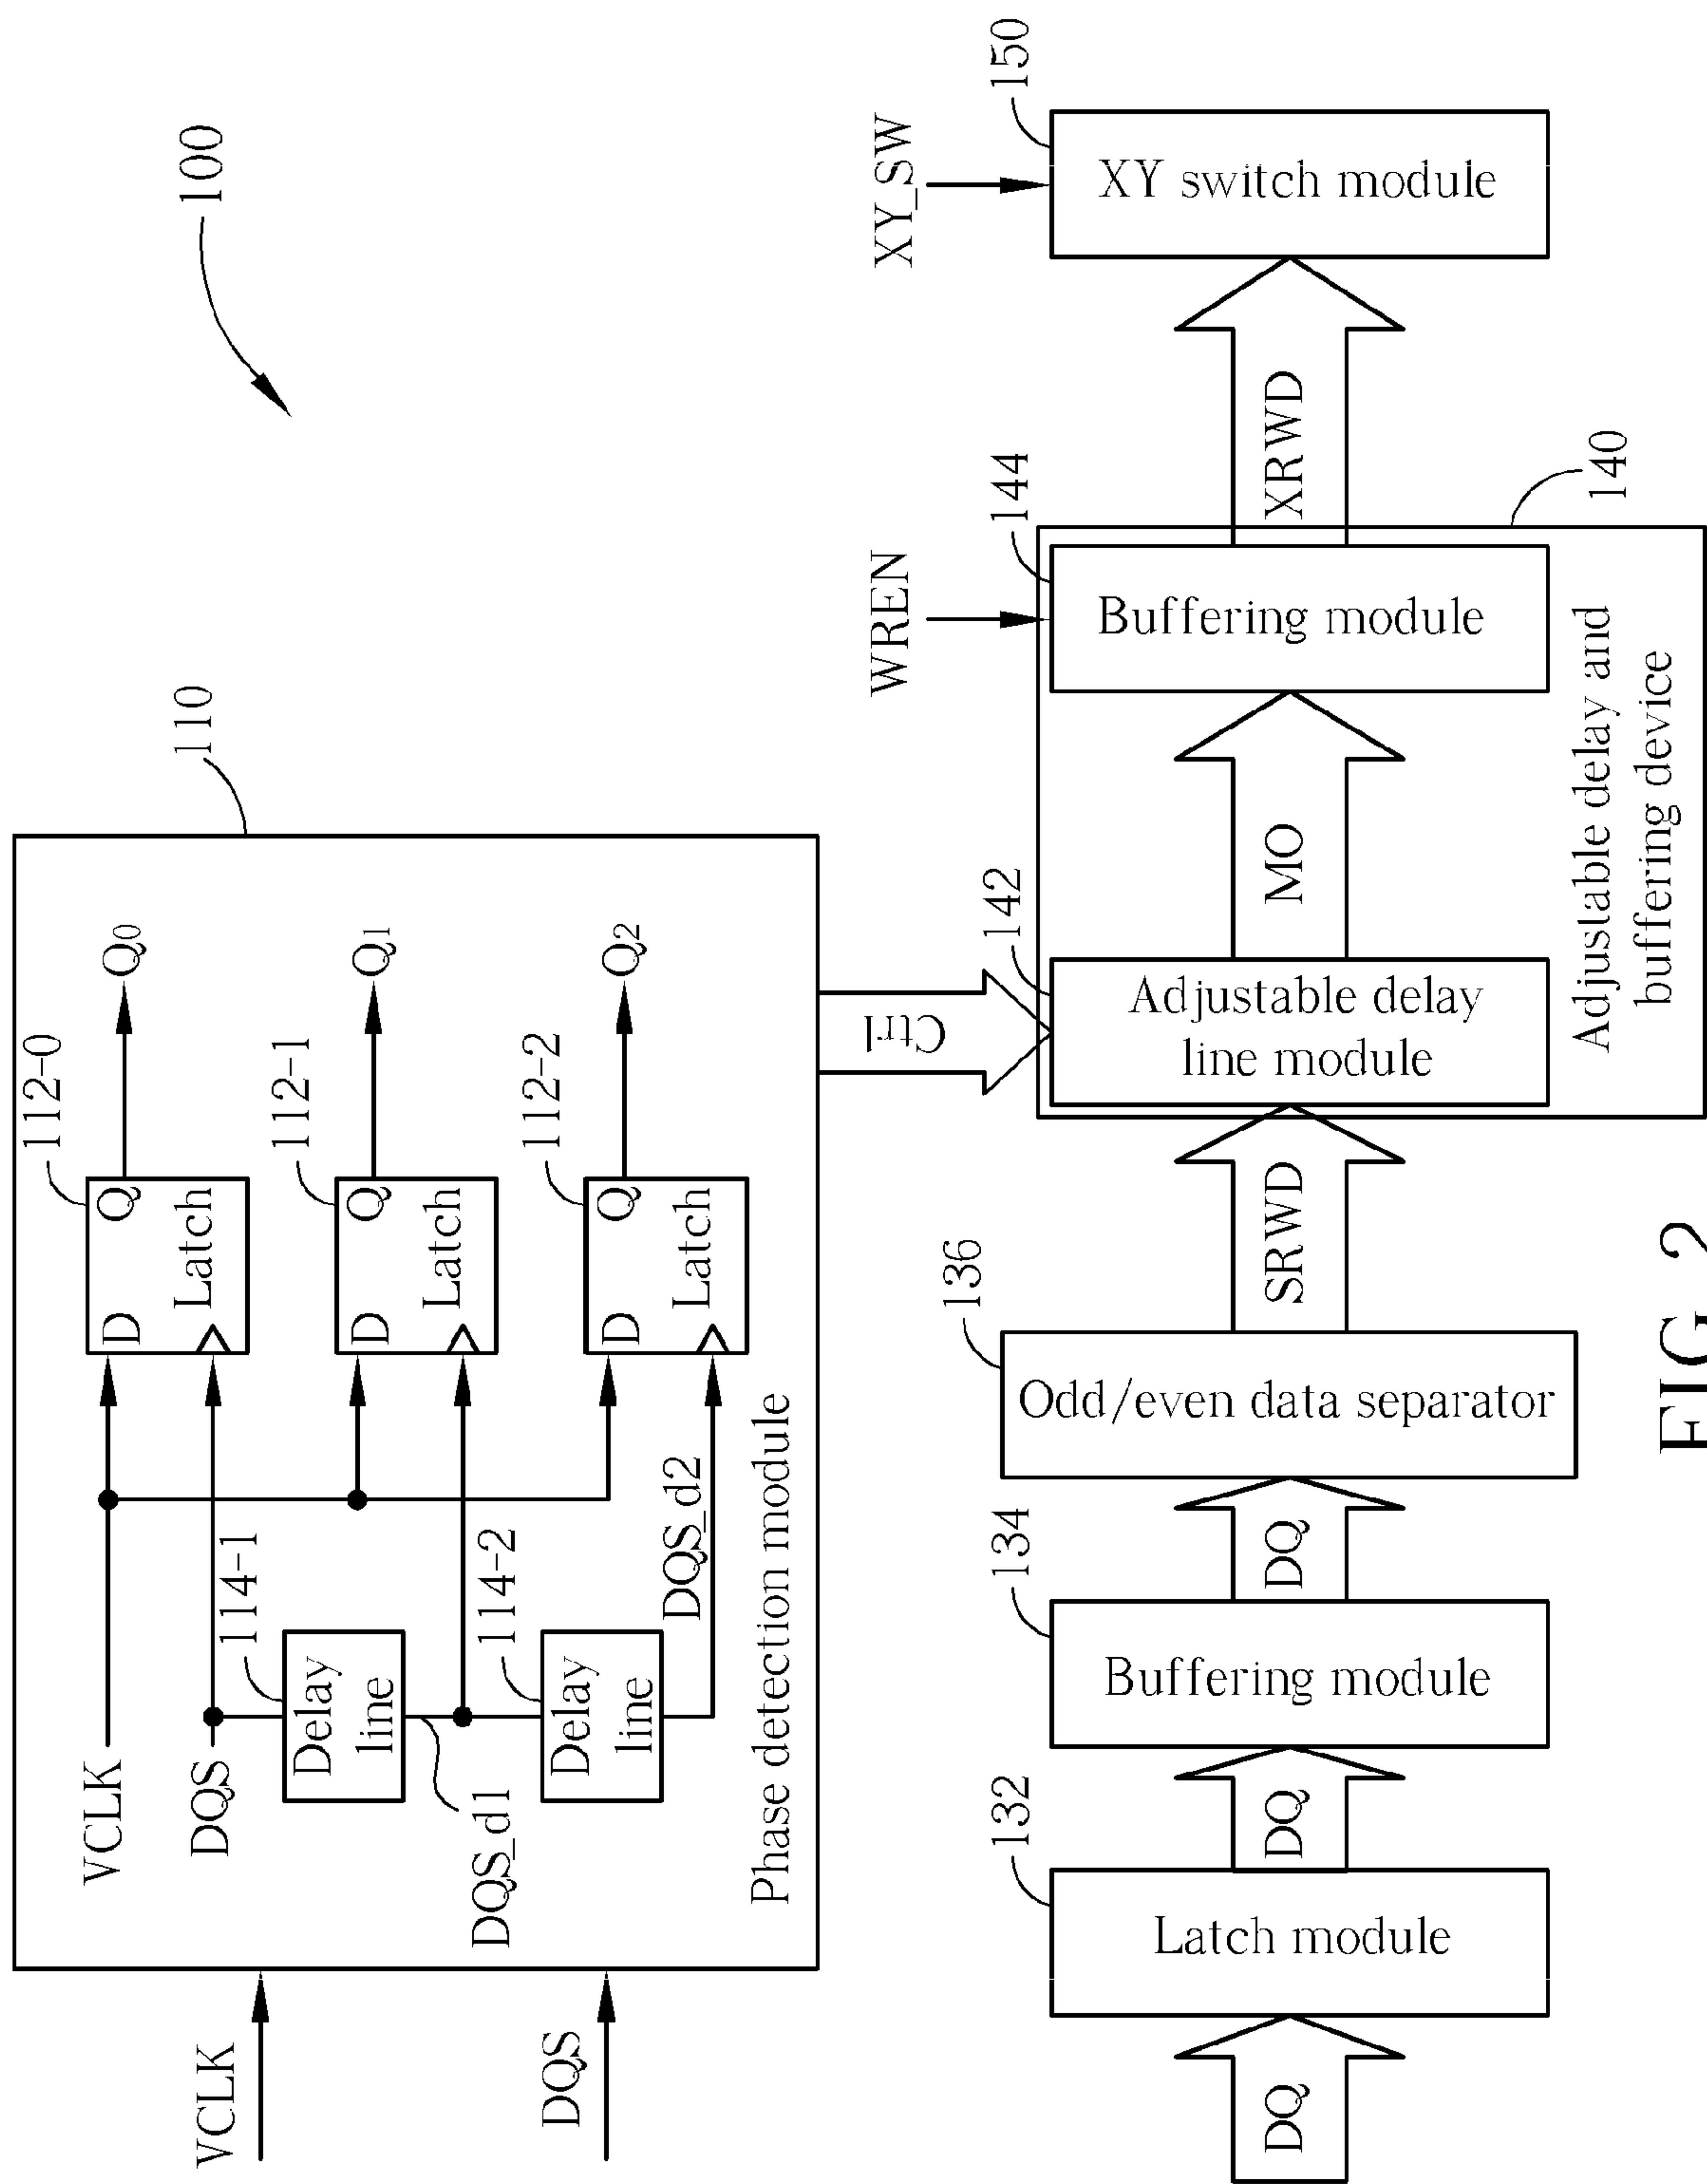 100
110
VCLK
DQS
VCLK
DQS
112-0
D Q
Latch
Q0
114-1
Delay
line
DQS_d1
112-1
D Q
Latch
Q1
114-2
Delay
line
DQS_d2
112-2
D Q
Latch
Q2
Phase detection module
Ctrl
WREN
XY_SW
DQ
132
Latch module
DQ
134
Buffering module
DQ
136
Odd/even data separator
SRWD
142
Adjustable delay
line module
MO
144
Buffering module
XRWD
150
XY switch module
Adjustable delay and
buffering device
140
FIG. 2